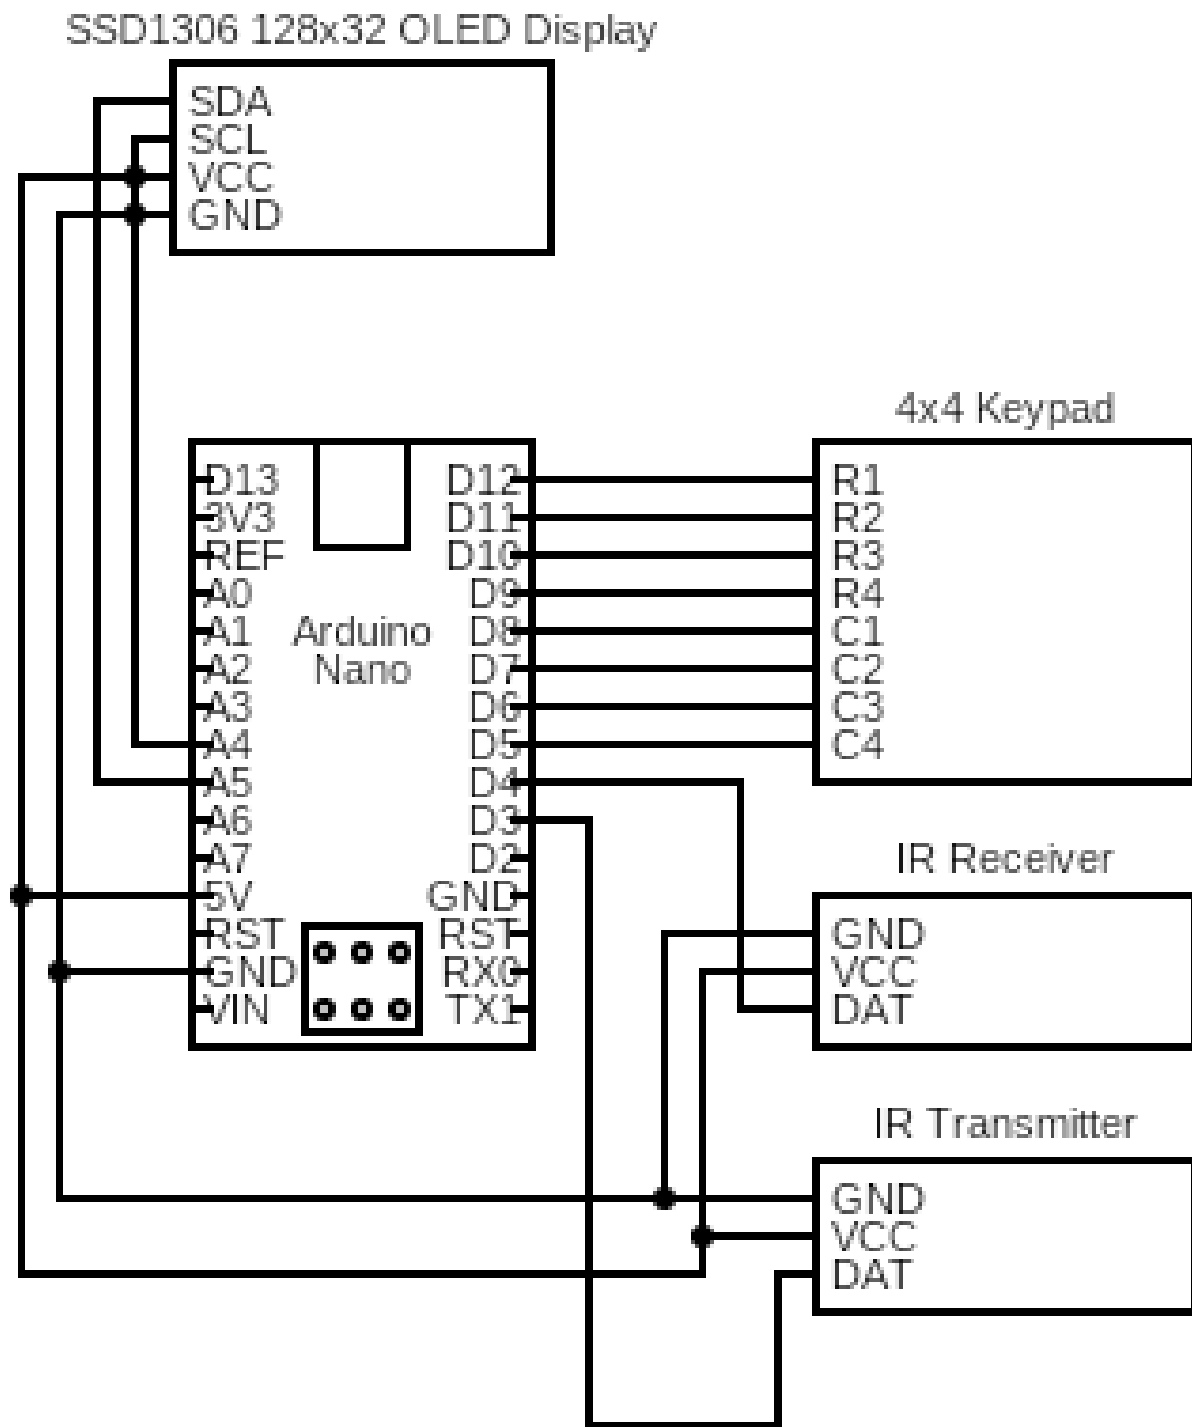 SSD1306 128x32 OLED Display
SDA
SCL
VCC
GND
4x4 Keypad
R1
R2
R3
R4
C1
C2
C3
C4
D13
3V3
REF
A0
A1
A2
A3
A4
A5
A6
A7
5V
RST
GND
VIN
Arduino
Nano
D12
D11
D10
D9
D8
D7
D6
D5
D4
D3
D2
GND
RST
RX0
TX1
IR Receiver
GND
VCC
DAT
IR Transmitter
GND
VCC
DAT